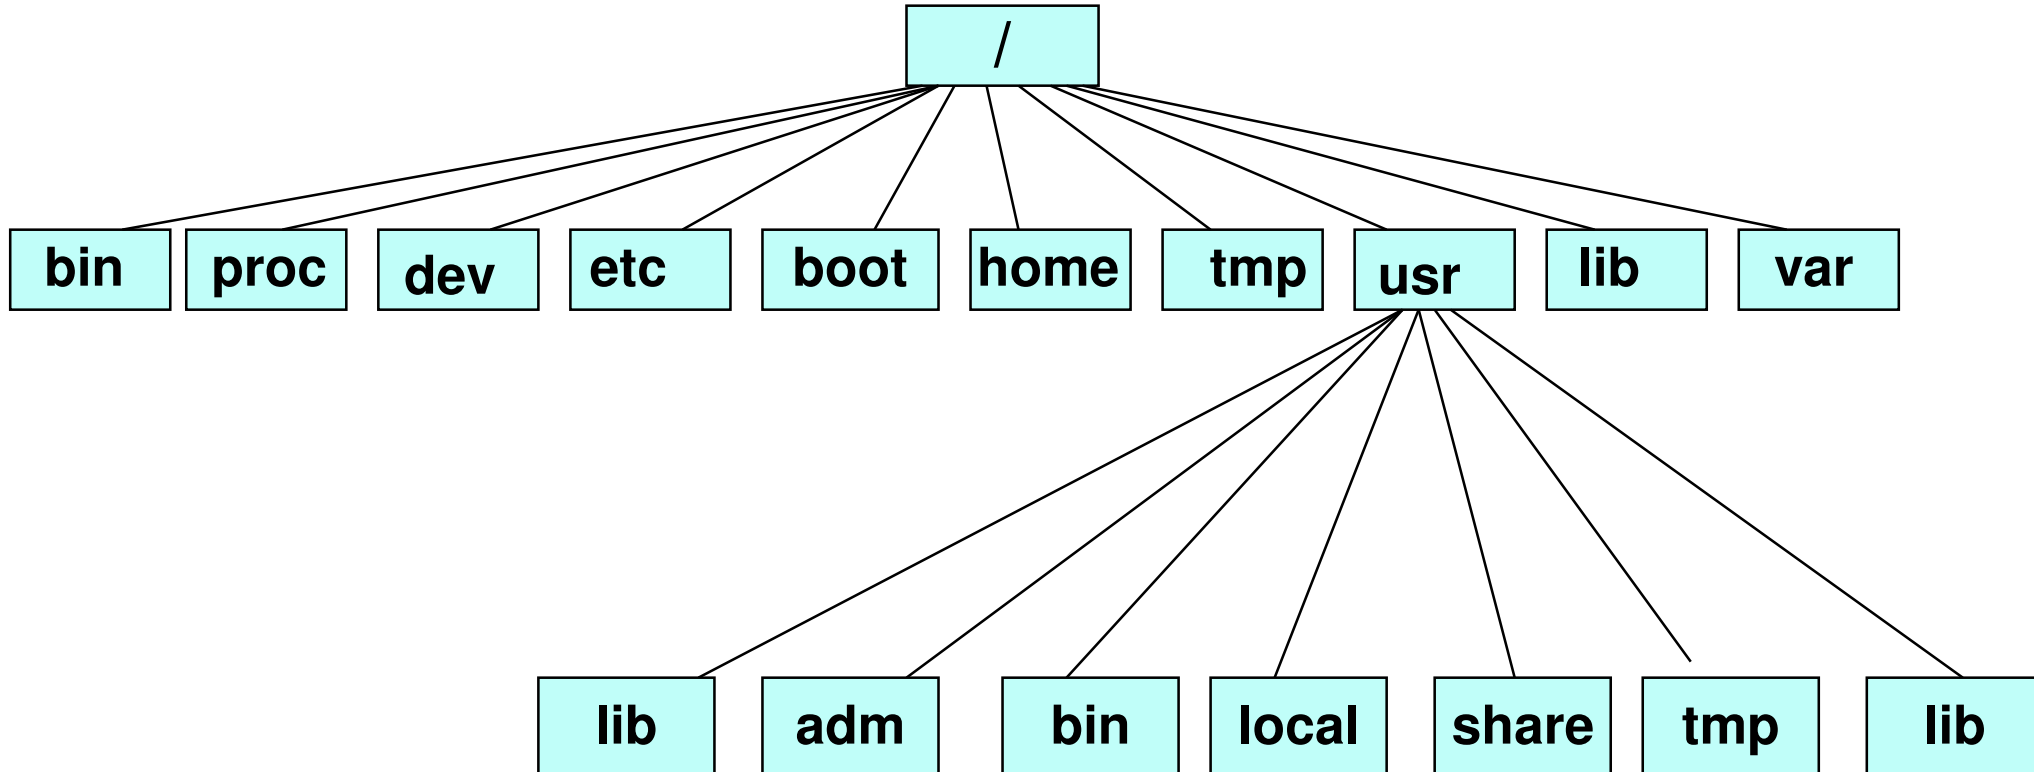 /
bin proc dev etc boot home tmp usr lib var
lib adm bin local share tmp lib